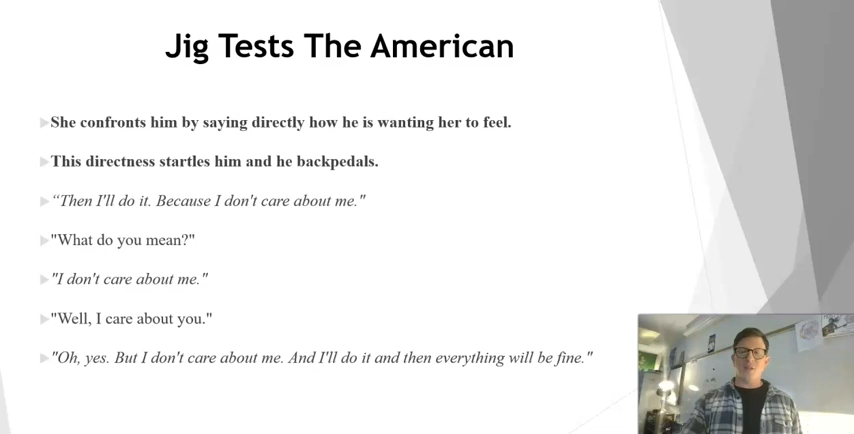 Jig Tests The American
She confronts him by saying directly how he is wanting her to feel.
This directness startles him and he backpedals.
“Then I'll do it. Because I don't care about me."
"What do you mean?"
"I don't care about me."
"Well, I care about you."
"Oh, yes. But I don't care about me. And I'll do it and then everything will be fine."